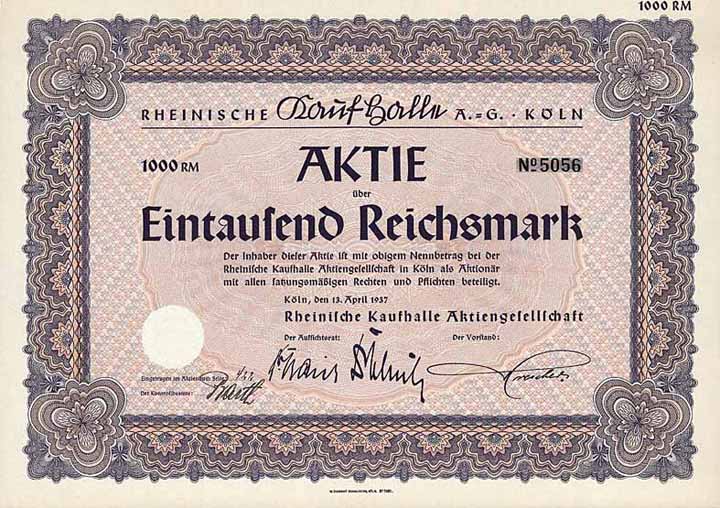 1000 RM
RHEINISCHE Kaufhalle A.=G. · KÖLN
1000 RM AKTIE Nº 5056
über
Eintausend Reichsmark
Der Inhaber dieser Aktie ist mit obigem Nennbetrag bei der
Rheinische Kaufhalle Aktiengesellschaft in Köln als Aktionär
mit allen satzungsmäßigen Rechten und Pflichten beteiligt.
Köln, den 13. April 1937
Rheinische Kaufhalle Aktiengesellschaft
Der Aufsichtsrat: Der Vorstand:
Eingetragen im Aktienbuch Seite
Der Kontrollbeamte: